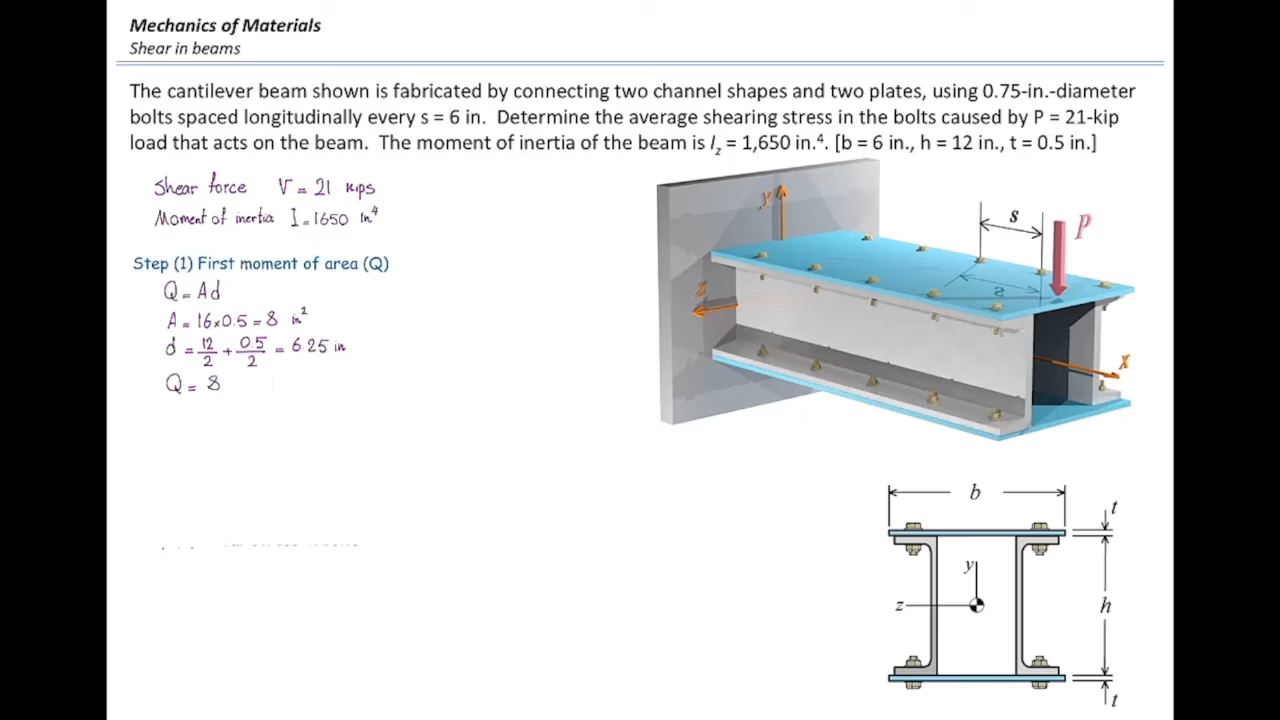 Mechanics of Materials
Shear in beams
The cantilever beam shown is fabricated by connecting two channel shapes and two plates, using 0.75-in.-diameter
bolts spaced longitudinally every s = 6 in. Determine the average shearing stress in the bolts caused by P = 21-kip
load that acts on the beam. The moment of inertia of the beam is I_z = 1,650 in.⁴. [b = 6 in., h = 12 in., t = 0.5 in.]
Shear force V = 21 kips
Moment of inertia I = 1650 in⁴
Step (1) First moment of area (Q)
Q = Ad
A = 16×0.5 = 8 in²
d = 12/2 + 0.5/2 = 6.25 in
Q = 8
y
s
P
z
s
x
b
t
y
z
h
t